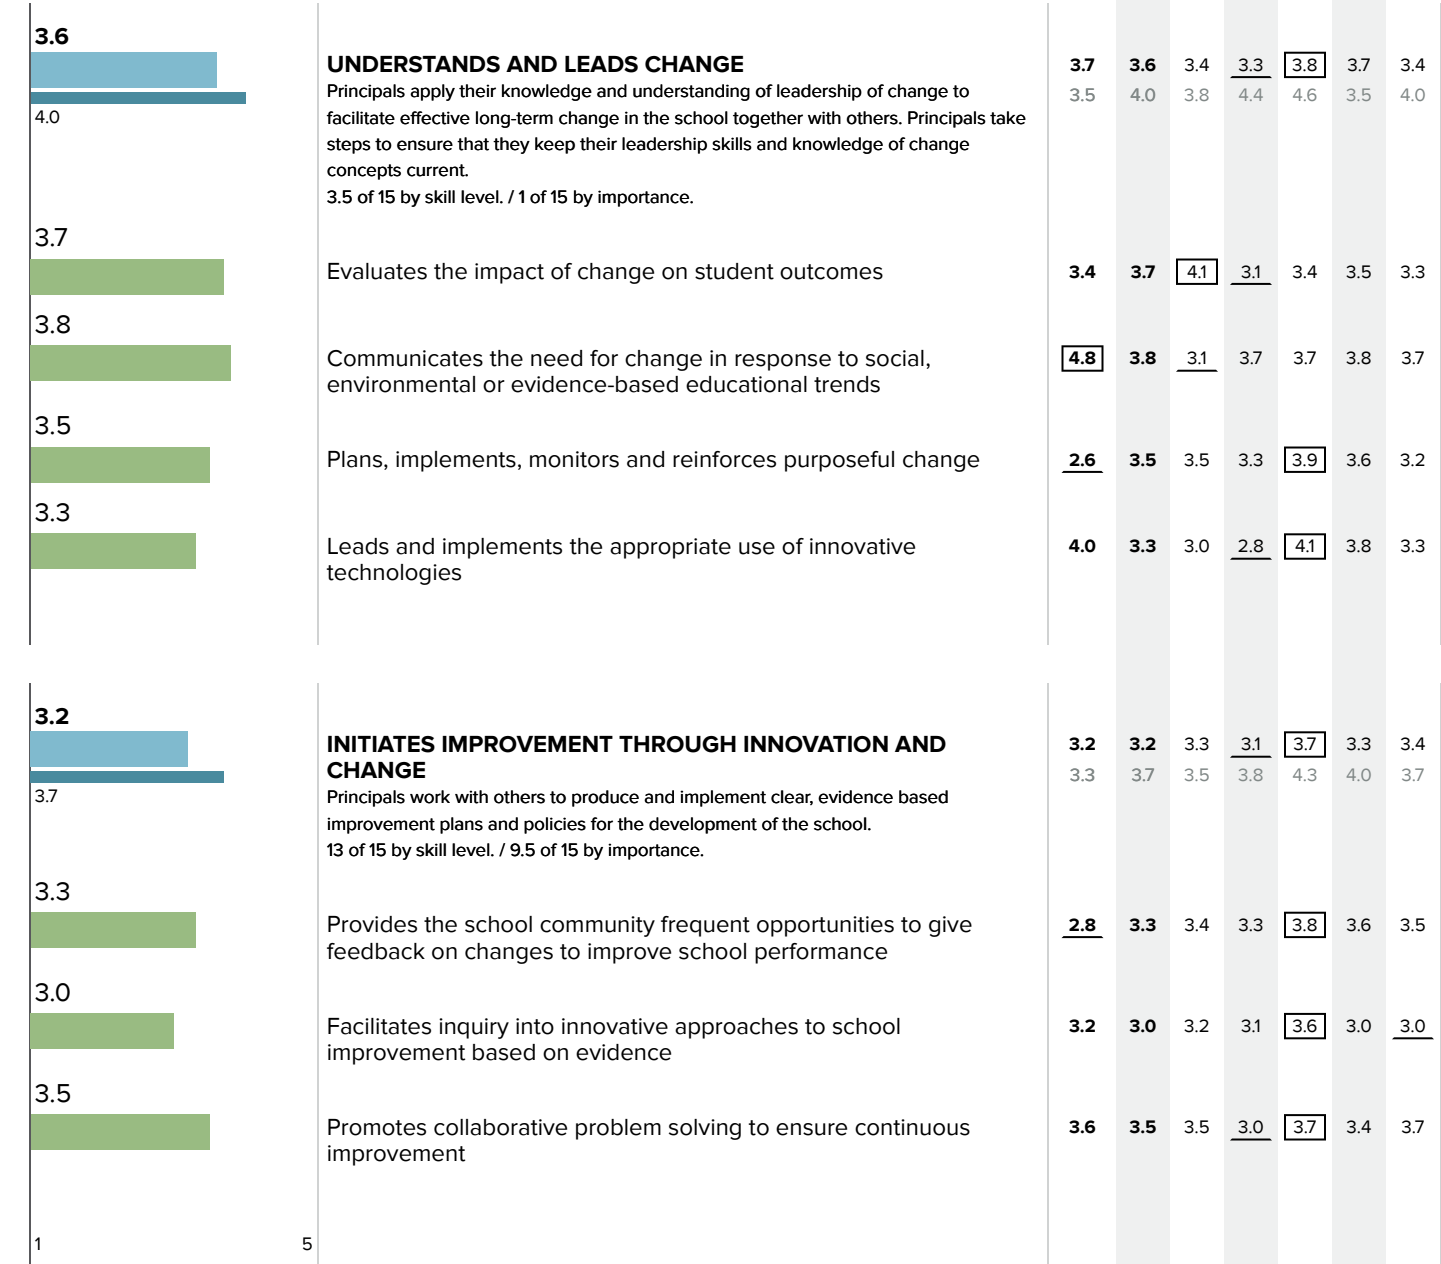 3.6
4.0
UNDERSTANDS AND LEADS CHANGE
Principals apply their knowledge and understanding of leadership of change to
facilitate effective long-term change in the school together with others. Principals take
steps to ensure that they keep their leadership skills and knowledge of change
concepts current.
3.5 of 15 by skill level. / 1 of 15 by importance.
3.7 3.6 3.4 3.3 3.8 3.7 3.4
3.5 4.0 3.8 4.4 4.6 3.5 4.0
3.7
Evaluates the impact of change on student outcomes
3.4 3.7 4.1 3.1 3.4 3.5 3.3
3.8
Communicates the need for change in response to social,
environmental or evidence-based educational trends
4.8 3.8 3.1 3.7 3.7 3.8 3.7
3.5
Plans, implements, monitors and reinforces purposeful change
2.6 3.5 3.5 3.3 3.9 3.6 3.2
3.3
Leads and implements the appropriate use of innovative
technologies
4.0 3.3 3.0 2.8 4.1 3.8 3.3
3.2
3.7
INITIATES IMPROVEMENT THROUGH INNOVATION AND
CHANGE
Principals work with others to produce and implement clear, evidence based
improvement plans and policies for the development of the school.
13 of 15 by skill level. / 9.5 of 15 by importance.
3.2 3.2 3.3 3.1 3.7 3.3 3.4
3.3 3.7 3.5 3.8 4.3 4.0 3.7
3.3
Provides the school community frequent opportunities to give
feedback on changes to improve school performance
2.8 3.3 3.4 3.3 3.8 3.6 3.5
3.0
Facilitates inquiry into innovative approaches to school
improvement based on evidence
3.2 3.0 3.2 3.1 3.6 3.0 3.0
3.5
Promotes collaborative problem solving to ensure continuous
improvement
3.6 3.5 3.5 3.0 3.7 3.4 3.7
1 5